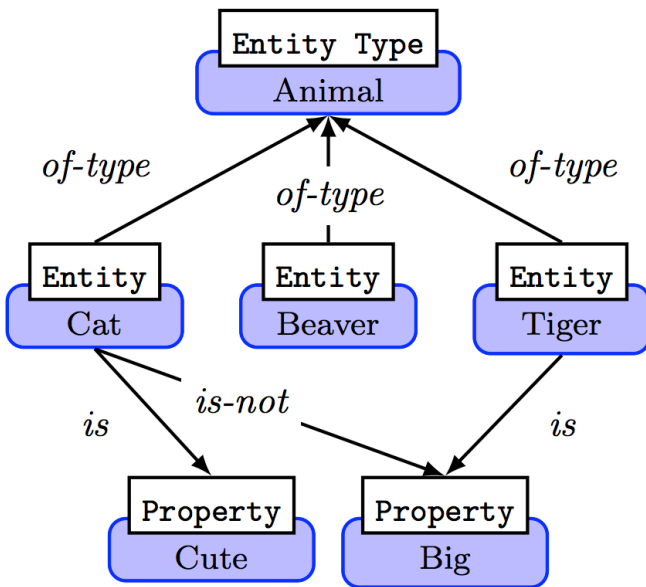 Entity Type
Animal
of-type
of-type
of-type
Entity
Entity
Entity
Cat
Beaver
Tiger
is
is-not
is
Property
Property
Cute
Big